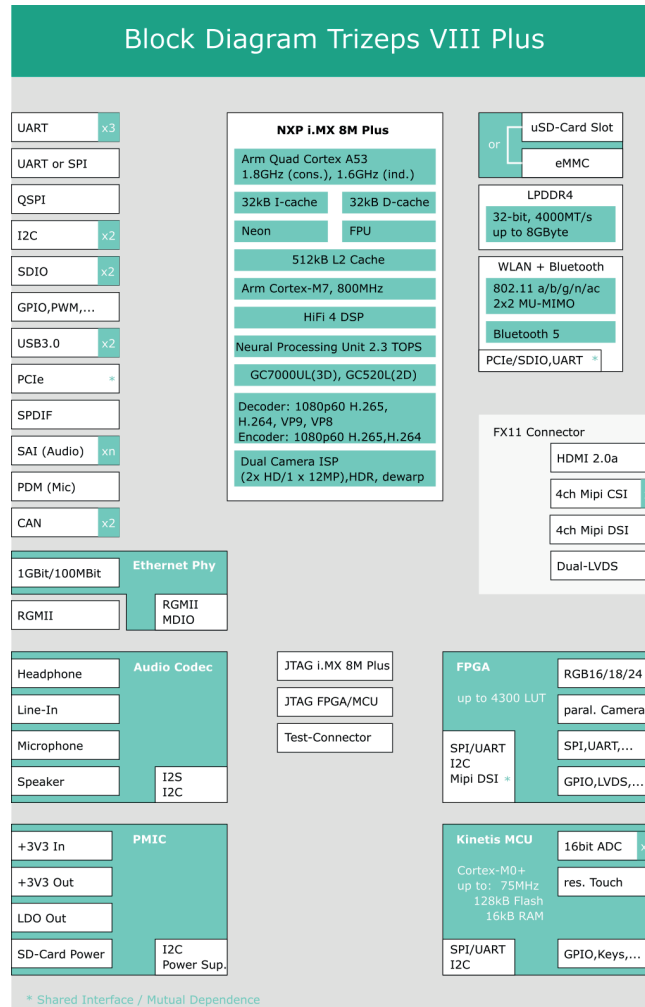 Block Diagram Trizeps VIII Plus
UART x3
UART or SPI
QSPI
I2C x2
SDIO x2
GPIO,PWM,...
USB3.0 x2
PCIe *
SPDIF
SAI (Audio) xn
PDM (Mic)
CAN x2
NXP i.MX 8M Plus
Arm Quad Cortex A53
1.8GHz (cons.), 1.6GHz (ind.)
32kB I-cache
32kB D-cache
Neon
FPU
512kB L2 Cache
Arm Cortex-M7, 800MHz
HiFi 4 DSP
Neural Processing Unit 2.3 TOPS
GC7000UL(3D), GC520L(2D)
Decoder: 1080p60 H.265,
H.264, VP9, VP8
Encoder: 1080p60 H.265,H.264
Dual Camera ISP
(2x HD/1 x 12MP),HDR, dewarp
or
uSD-Card Slot
eMMC
LPDDR4
32-bit, 4000MT/s
up to 8GByte
WLAN + Bluetooth
802.11 a/b/g/n/ac
2x2 MU-MIMO
Bluetooth 5
PCIe/SDIO,UART *
FX11 Connector
HDMI 2.0a
4ch Mipi CSI
4ch Mipi DSI
Dual-LVDS
Ethernet Phy
1GBit/100MBit
RGMII
RGMII
MDIO
Audio Codec
Headphone
Line-In
Microphone
Speaker
I2S
I2C
JTAG i.MX 8M Plus
JTAG FPGA/MCU
Test-Connector
FPGA
up to 4300 LUT
SPI/UART
I2C
Mipi DSI *
RGB16/18/24
paral. Camera
SPI,UART,...
GPIO,LVDS,...
PMIC
+3V3 In
+3V3 Out
LDO Out
SD-Card Power
I2C
Power Sup.
Kinetis MCU
Cortex-M0+
up to: 75MHz
128kB Flash
16kB RAM
SPI/UART
I2C
16bit ADC
res. Touch
GPIO,Keys,...
* Shared Interface / Mutual Dependence